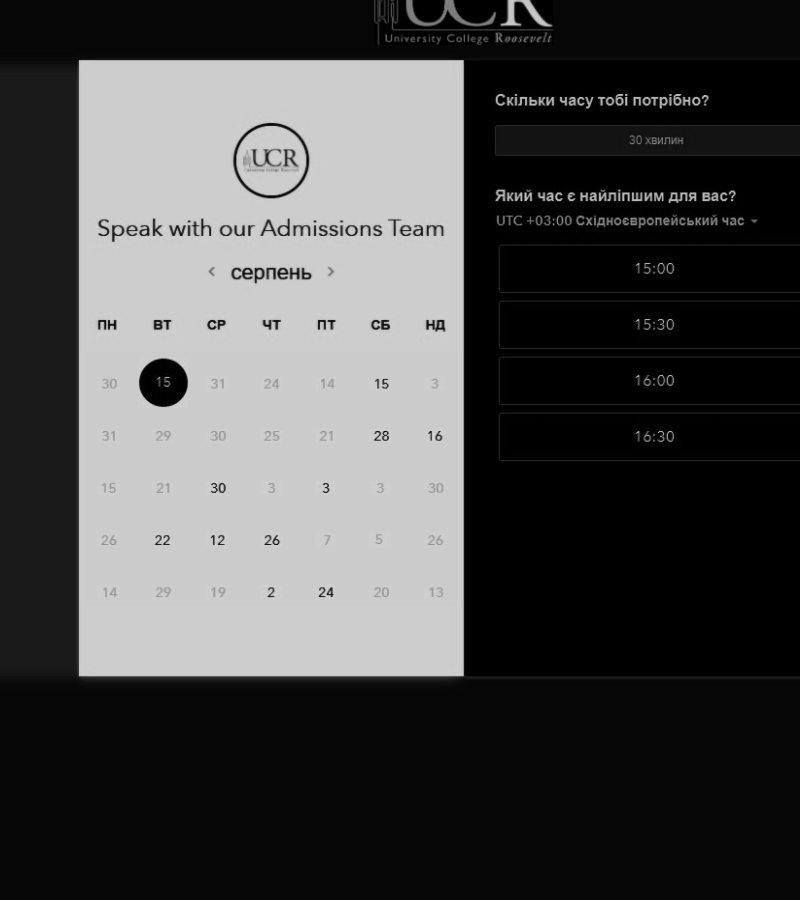 UCR
University College Roosevelt
UCR
Speak with our Admissions Team
серпень
ПН ВТ СР ЧТ ПТ СБ НД
30 15 31 24 14 15 3
31 29 30 25 21 28 16
15 21 30 3 3 3 30
26 22 12 26 7 5 26
14 29 19 2 24 20 13
Скільки часу тобі потрібно?
30 хвилин
Який час є найліпшим для вас?
UTC +03:00 Східноєвропейський час
15:00
15:30
16:00
16:30